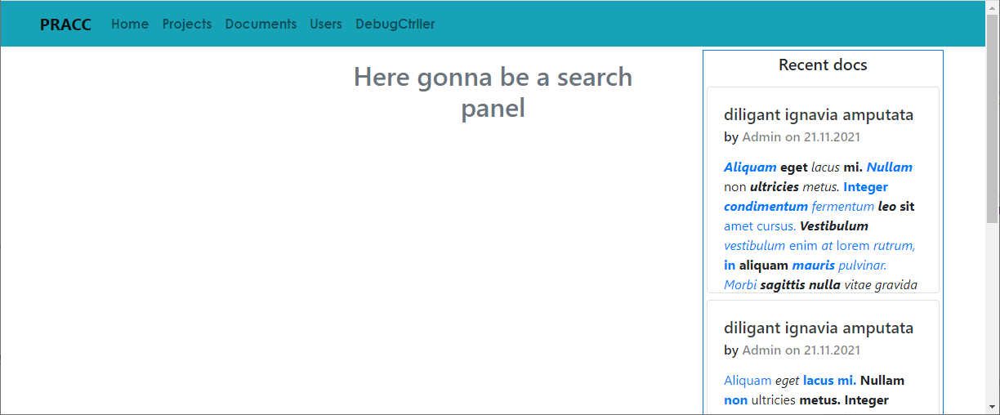 PRACC Home Projects Documents Users DebugCtrller
Here gonna be a search
panel
Recent docs
diligant ignavia amputata
by Admin on 21.11.2021
Aliquam eget lacus mi. Nullam
non ultricies metus. Integer
condimentum fermentum leo sit
amet cursus. Vestibulum
vestibulum enim at lorem rutrum,
in aliquam mauris pulvinar.
Morbi sagittis nulla vitae gravida
diligant ignavia amputata
by Admin on 21.11.2021
Aliquam eget lacus mi. Nullam
non ultricies metus. Integer